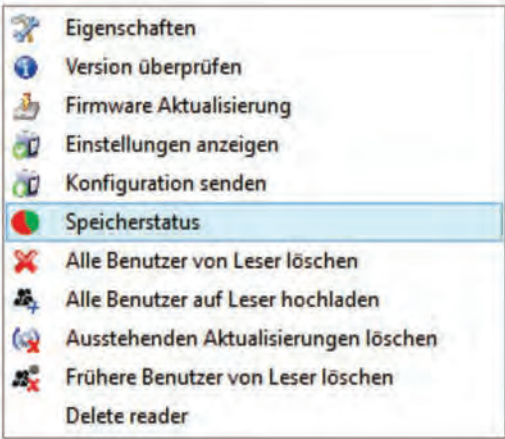 Eigenschaften
Version überprüfen
Firmware Aktualisierung
Einstellungen anzeigen
Konfiguration senden
Speicherstatus
Alle Benutzer von Leser löschen
Alle Benutzer auf Leser hochladen
Ausstehenden Aktualisierungen löschen
Frühere Benutzer von Leser löschen
Delete reader